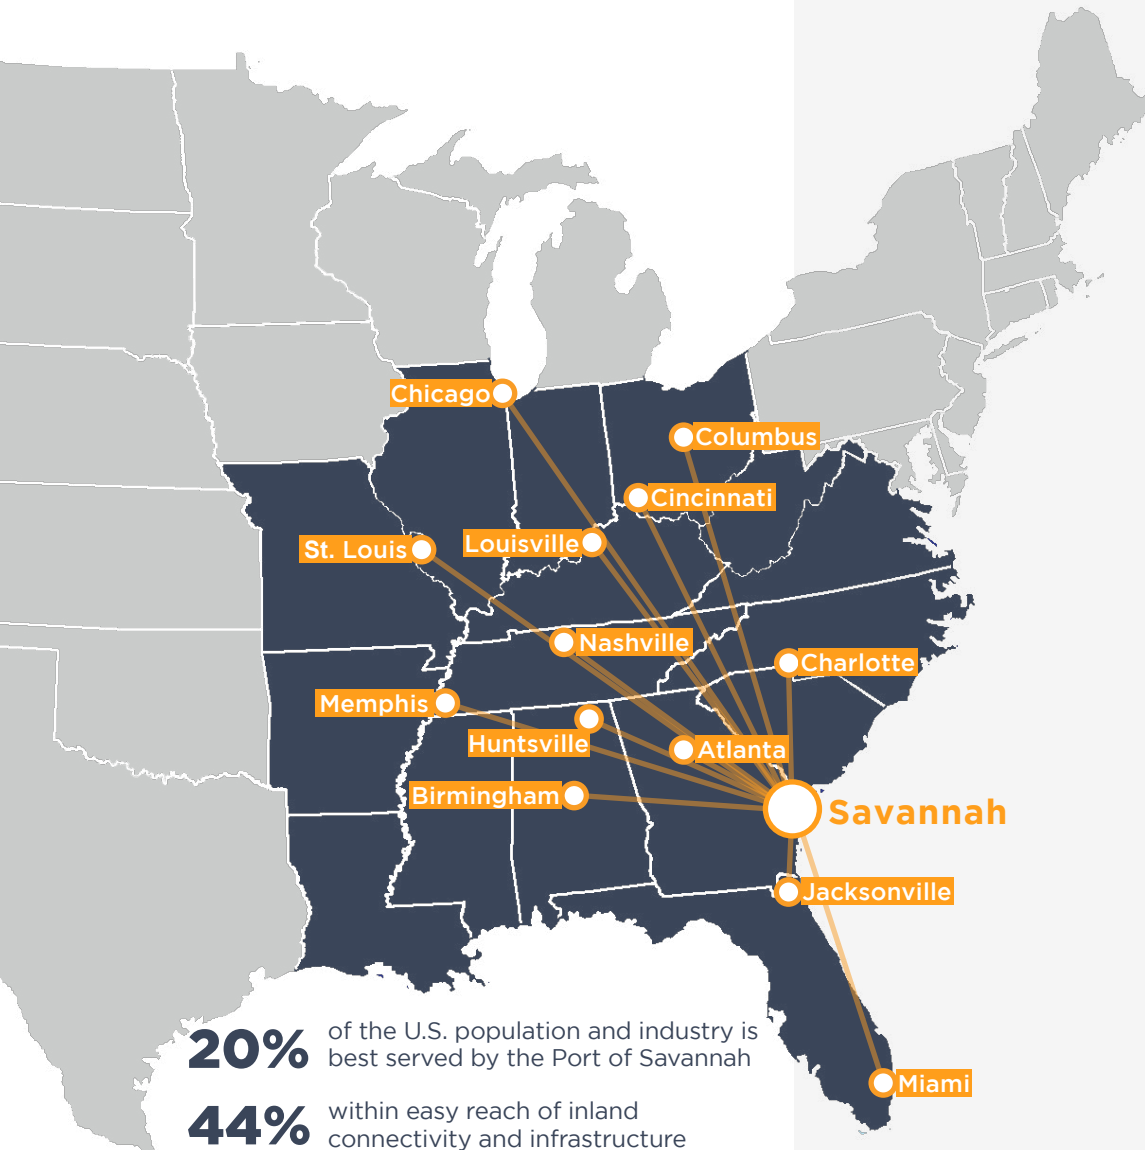 Chicago
Columbus
Cincinnati
St. Louis
Louisville
Nashville
Charlotte
Memphis
Huntsville
Atlanta
Birmingham
Savannah
Jacksonville
20%
of the U.S. population and industry is
best served by the Port of Savannah
Miami
44%
within easy reach of inland
connectivity and infrastructure